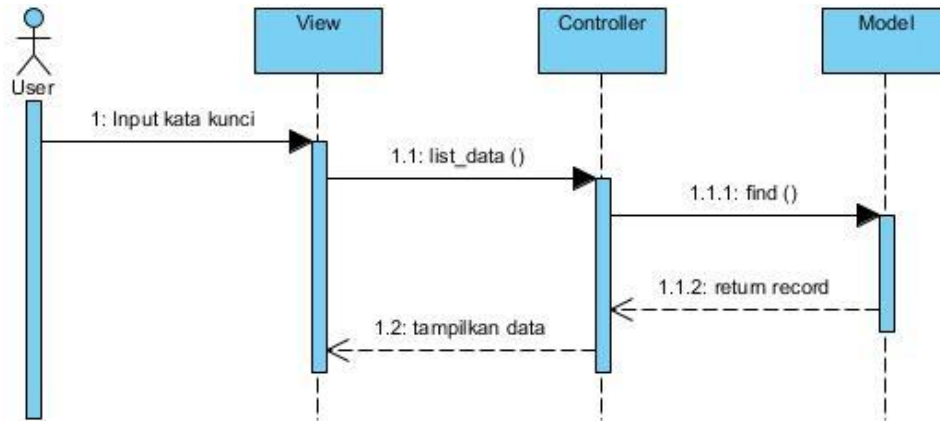 View
Controller
Model
User
1: Input kata kunci
1.1: list_data ()
1.1.1: find ()
1.1.2: return record
1.2: tampilkan data